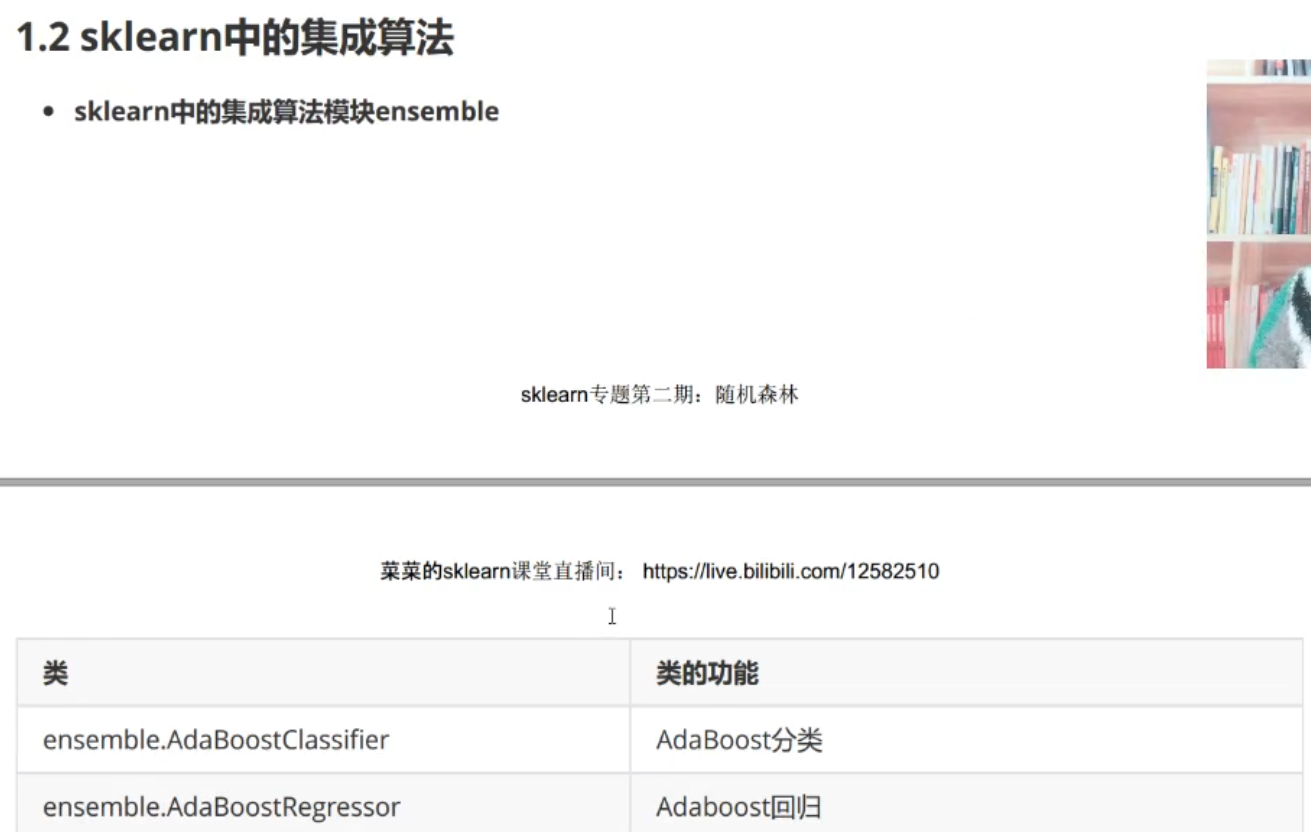 1.2 sklearn中的集成算法
• sklearn中的集成算法模块ensemble
sklearn专题第二期：随机森林
菜菜的sklearn课堂直播间： https://live.bilibili.com/12582510
类 类的功能
ensemble.AdaBoostClassifier AdaBoost分类
ensemble.AdaBoostRegressor Adaboost回归